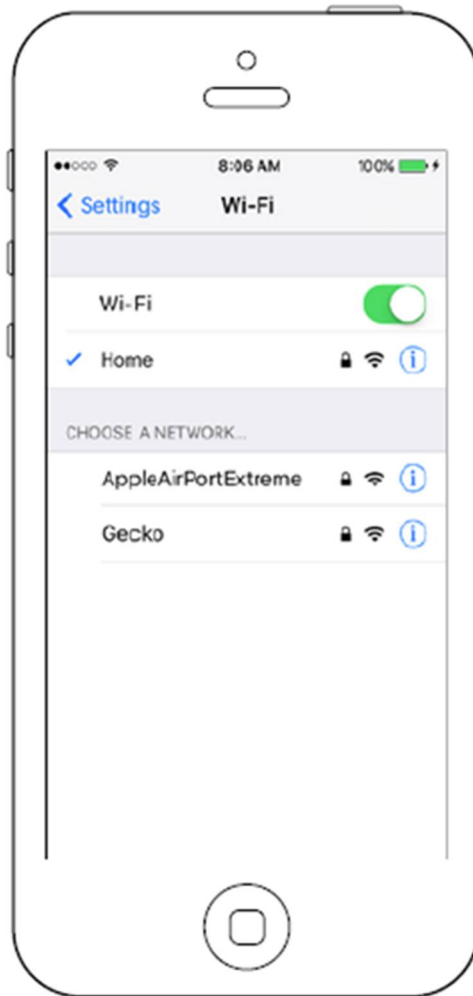 8:06 AM 100%
Settings Wi-Fi
Wi-Fi
Home
CHOOSE A NETWORK...
AppleAirPortExtreme
Gecko